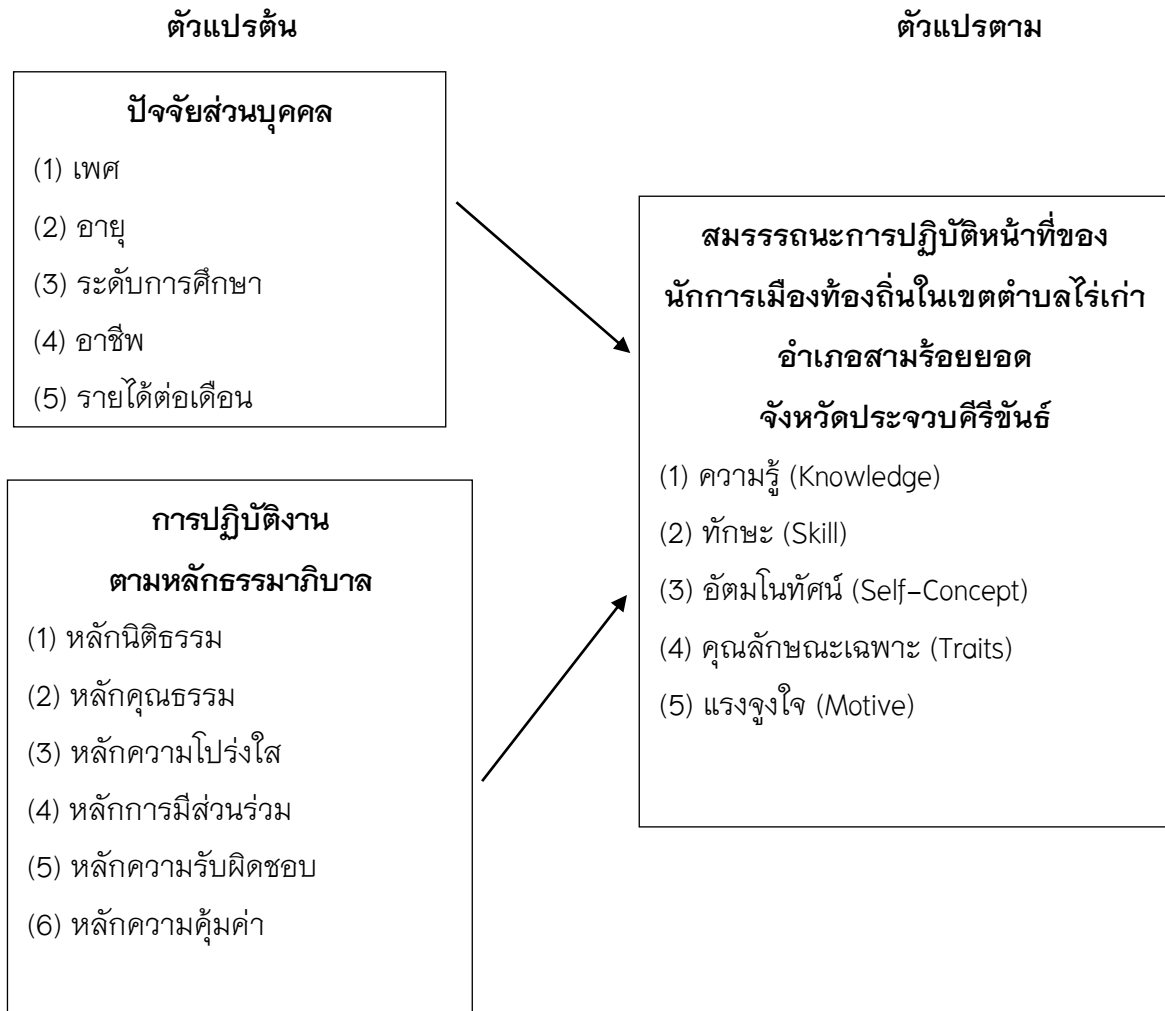 ตัวแปรต้น
ตัวแปรตาม
ปัจจัยส่วนบุคคล
(1) เพศ
(2) อายุ
(3) ระดับการศึกษา
(4) อาชีพ
(5) รายได้ต่อเดือน
การปฏิบัติงาน
ตามหลักธรรมาภิบาล
(1) หลักนิติธรรม
(2) หลักคุณธรรม
(3) หลักความโปร่งใส
(4) หลักการมีส่วนร่วม
(5) หลักความรับผิดชอบ
(6) หลักความคุ้มค่า
สมรรรถนะการปฏิบัติหน้าที่ของ
นักการเมืองท้องถิ่นในเขตตำบลไร่เก่า
อำเภอสามร้อยยอด
จังหวัดประจวบคีรีขันธ์
(1) ความรู้ (Knowledge)
(2) ทักษะ (Skill)
(3) อัตมโนทัศน์ (Self–Concept)
(4) คุณลักษณะเฉพาะ (Traits)
(5) แรงจูงใจ (Motive)